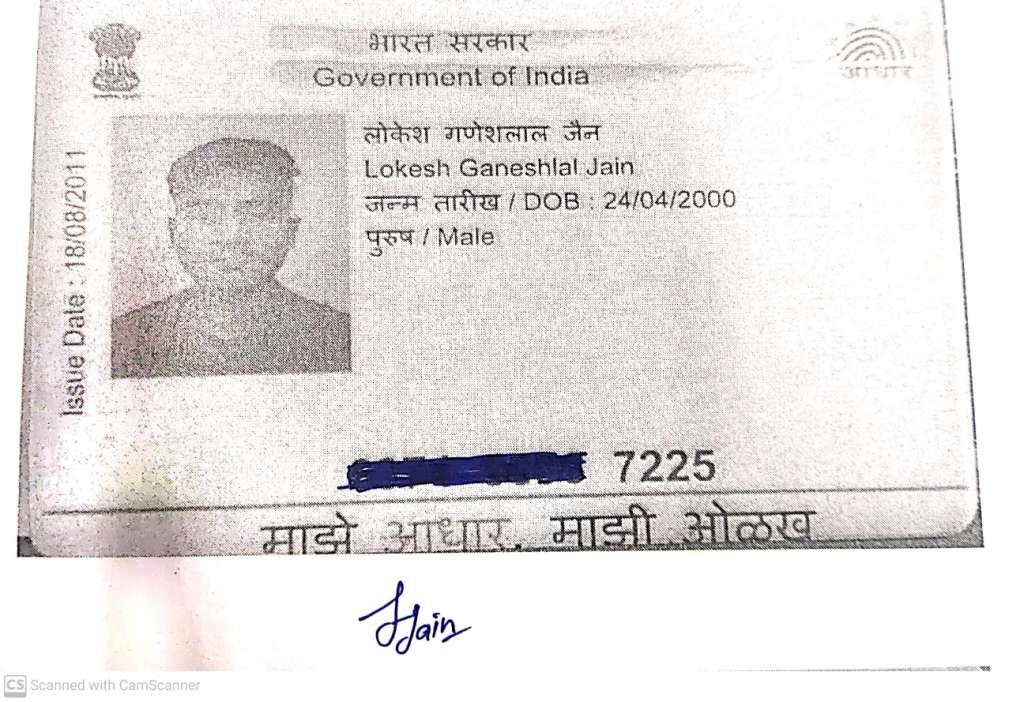 भारत सरकार
Government of India
आधार
Issue Date : 18/08/2011
लोकेश गणेशलाल जैन
Lokesh Ganeshlal Jain
जन्म तारीख / DOB : 24/04/2000
पुरुष / Male
7225
माझे आधार, माझी ओळख
Jain
CS Scanned with CamScanner